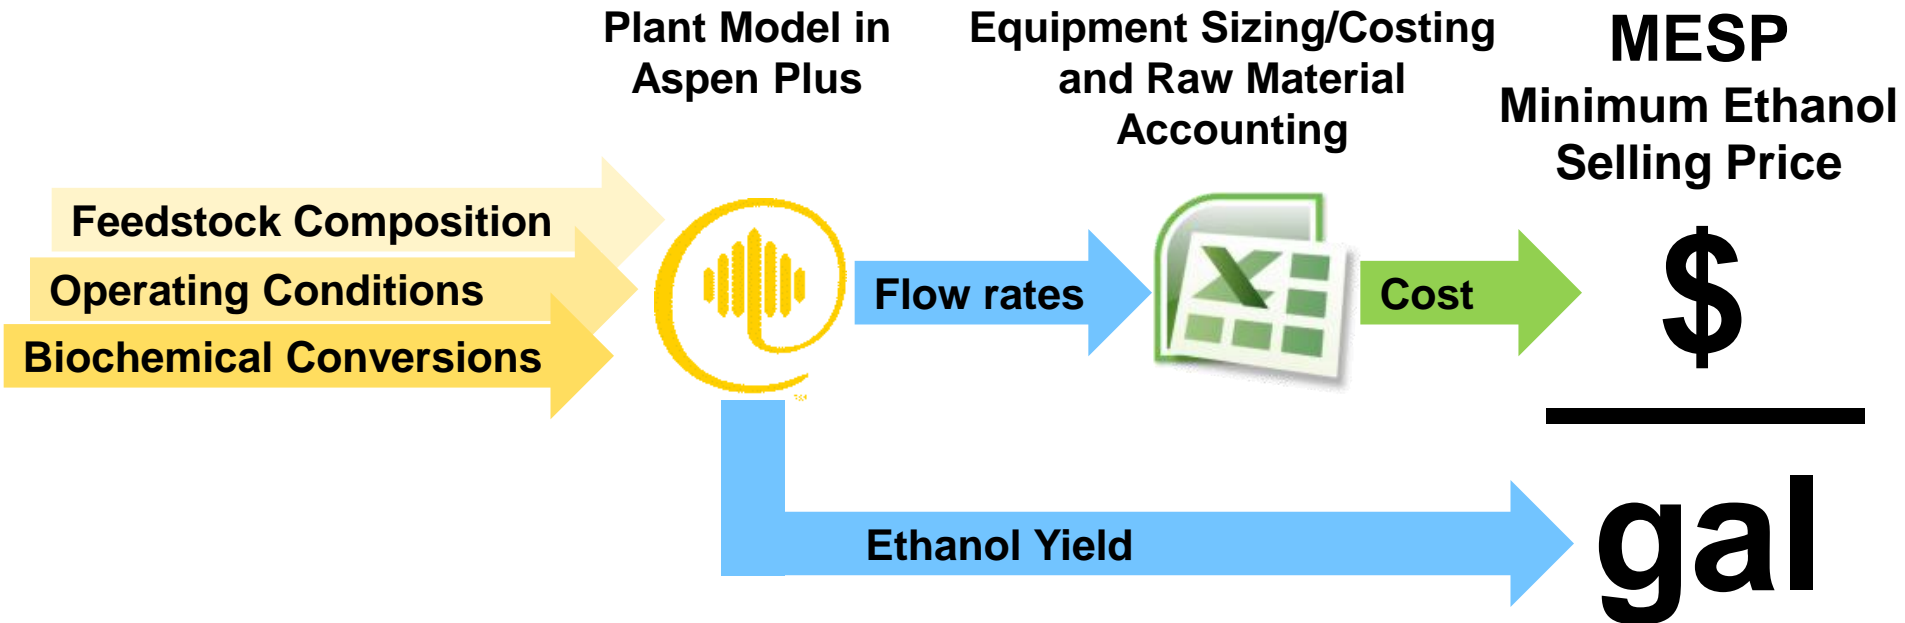 Plant Model in
Aspen Plus
Equipment Sizing/Costing
and Raw Material
Accounting
MESP
Minimum Ethanol
Selling Price
Feedstock Composition
Operating Conditions
Biochemical Conversions
Flow rates
Cost
$
gal
Ethanol Yield